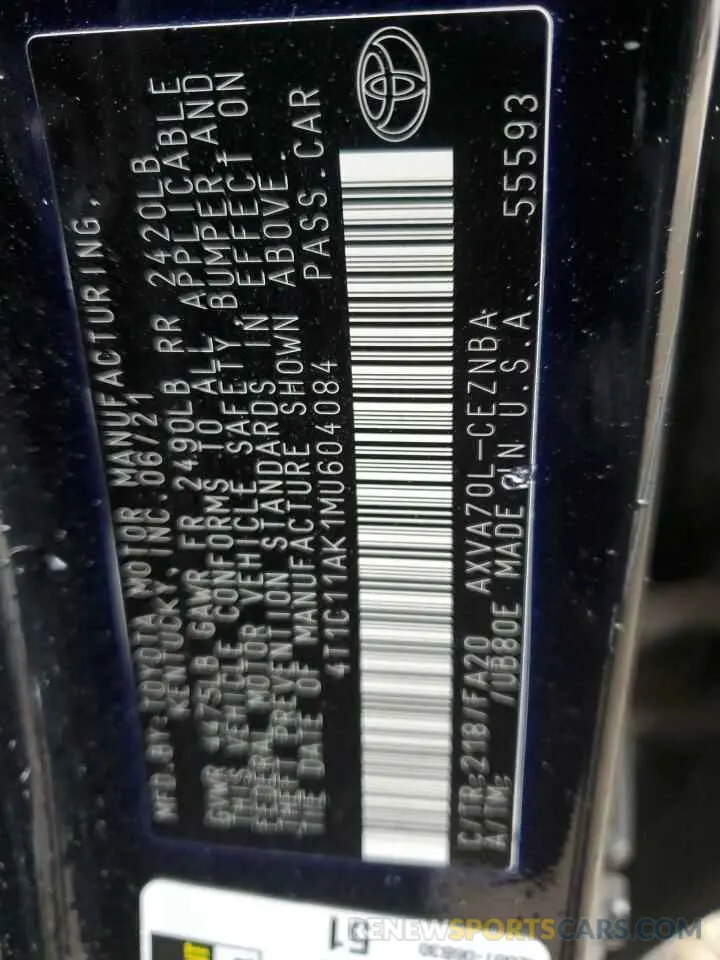 MFD.BY:TOYOTA MOTOR MANUFACTURING,
KENTUCKY, INC.06/21
GVWR 4475LB GAWR FR 2490LB RR 2420LB
THIS VEHICLE CONFORMS TO ALL APPLICABLE
FEDERAL MOTOR VEHICLE SAFETY, BUMPER, AND
THEFT PREVENTION STANDARDS IN EFFECT ON
THE DATE OF MANUFACTURE SHOWN ABOVE.
4T1C11AK1MU604084 PASS.CAR
C/TR:218/FA20 AXVA70L-CEZNBA
A/TM: /UB80E MADE IN U.S.A. 55593
51
RENEWSPORTSCARS.COM